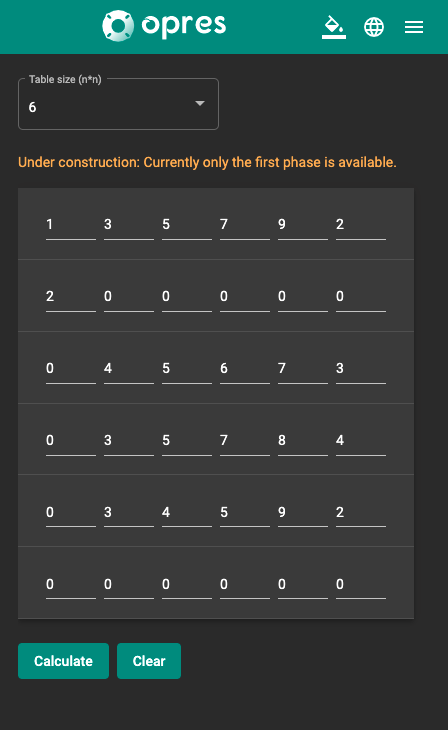 opres
Table size (n*n)
6
Under construction: Currently only the first phase is available.
1 3 5 7 9 2
2 0 0 0 0 0
0 4 5 6 7 3
0 3 5 7 8 4
0 3 4 5 9 2
0 0 0 0 0 0
Calculate Clear